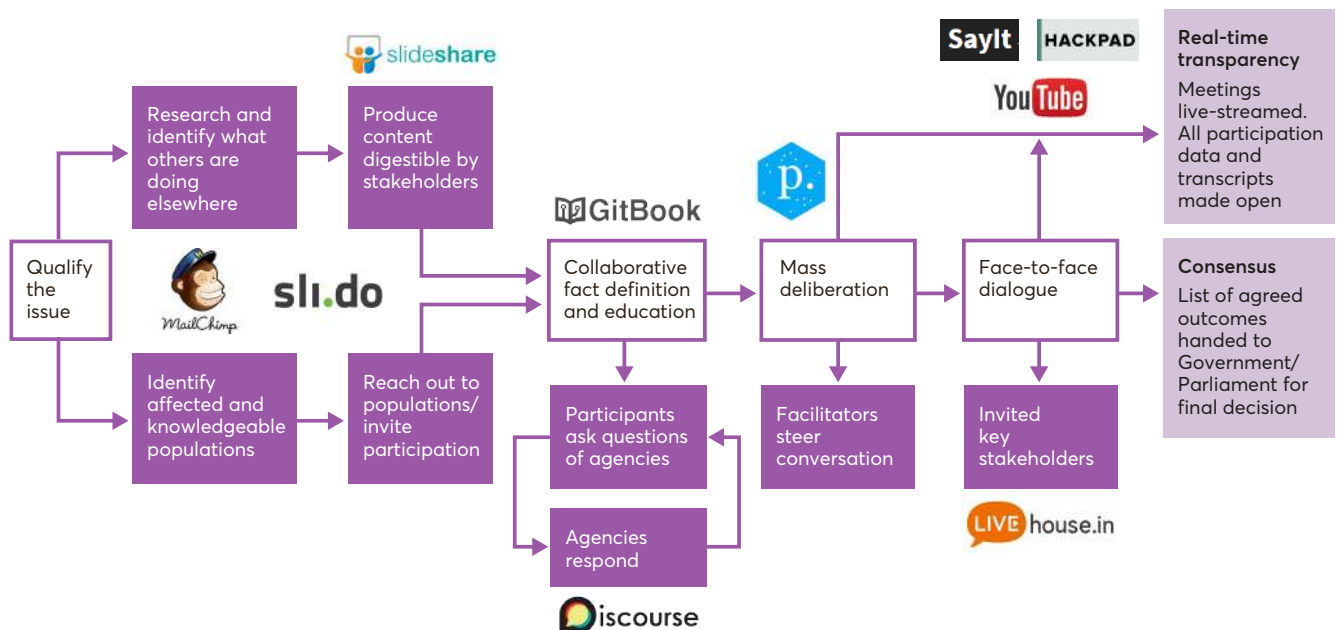 slideshare
SayIt
HACKPAD
YouTube
Real-time
transparency
Meetings
live-streamed.
All participation
data and
transcripts
made open
Research and
identify what
others are
doing
elsewhere
Produce
content
digestible by
stakeholders
p.
GitBook
Qualify
the
issue
MailChimp
sli.do
Collaborative
fact definition
and education
Mass
deliberation
Face-to-face
dialogue
Consensus
List of agreed
outcomes
handed to
Government/
Parliament for
final decision
Identify
affected and
knowledgeable
populations
Reach out to
populations/
invite
participation
Participants
ask questions
of agencies
Facilitators
steer
conversation
Invited
key
stakeholders
Agencies
respond
LIVE house.in
Discourse